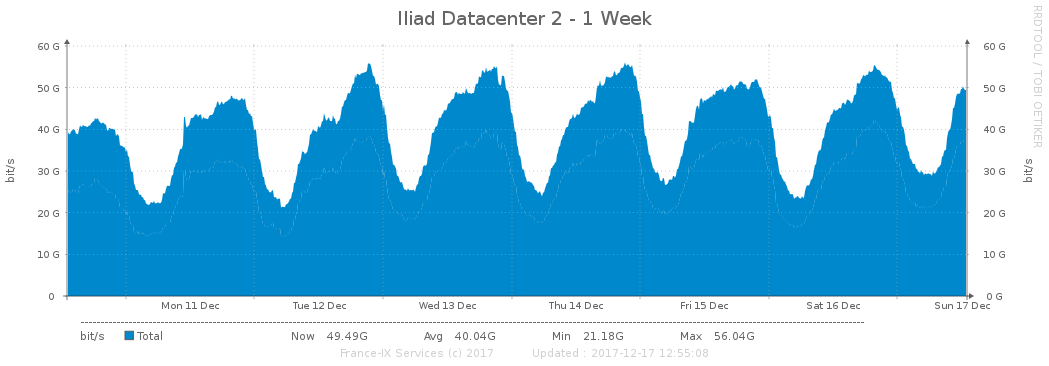 Iliad Datacenter 2 - 1 Week
RRDTOOL / TOBI OETIKER
60 G 60 G
50 G 50 G
40 G 40 G
30 G 30 G
20 G 20 G
10 G 10 G
0 0 G
bit/s
bit/s
Mon 11 Dec Tue 12 Dec Wed 13 Dec Thu 14 Dec Fri 15 Dec Sat 16 Dec Sun 17 Dec
bit/s Total Now 49.49G Avg 40.04G Min 21.18G Max 56.04G
France-IX Services (c) 2017 Updated : 2017-12-17 12:55:08